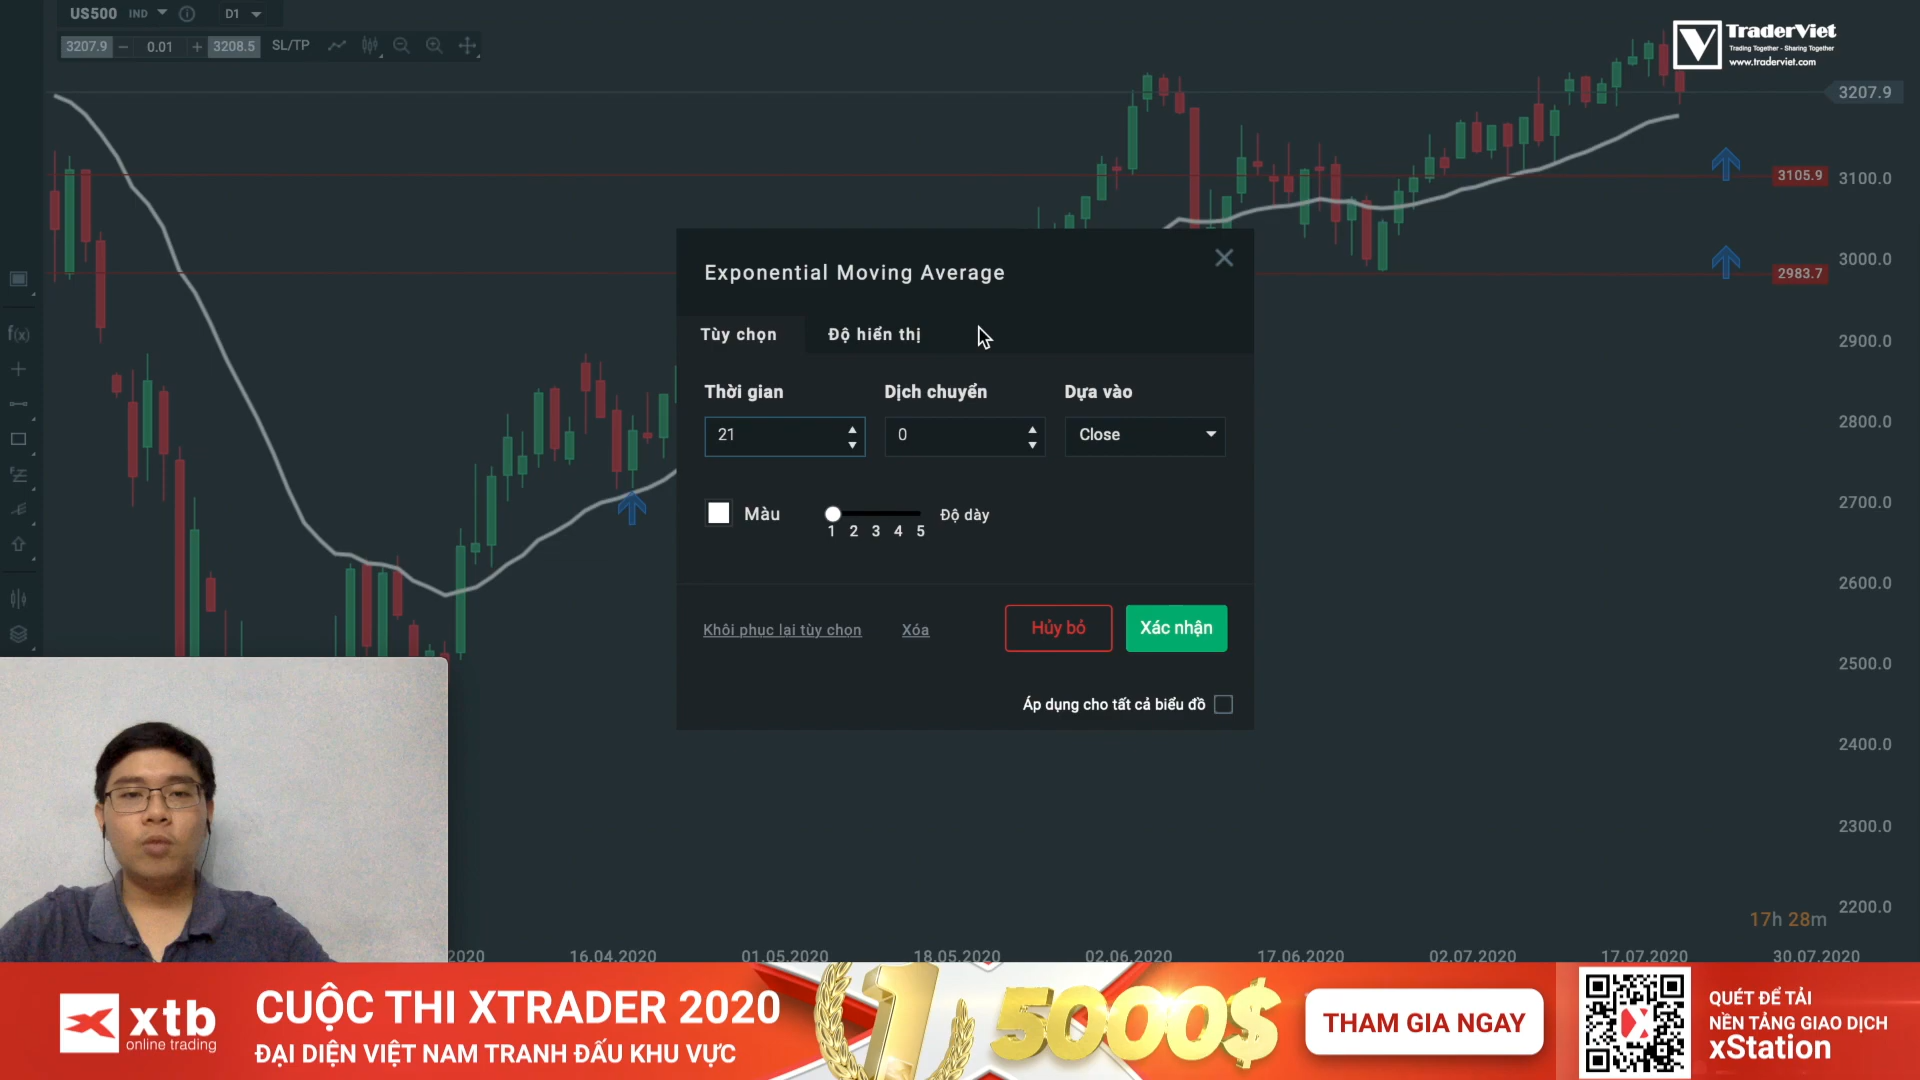 US500 IND D1
3207.9 − 0.01 + 3208.5 SL/TP
TraderViet
Trading Together - Sharing Together
www.traderviet.com
3207.9
3105.9 3100.0
3000.0
2983.7
2900.0
2800.0
2700.0
2600.0
2500.0
2400.0
2300.0
2200.0
f(x)
Exponential Moving Average
Tùy chọn Độ hiển thị
Thời gian Dịch chuyển Dựa vào
21 0 Close
Màu Độ dày
1 2 3 4 5
Khôi phục lại tùy chọn Xóa Hủy bỏ Xác nhận
Áp dụng cho tất cả biểu đồ
17h 28m
2020 16.04.2020 01.05.2020 18.05.2020 02.06.2020 17.06.2020 02.07.2020 17.07.2020 30.07.2020
xtb
online trading
CUỘC THI XTRADER 2020
ĐẠI DIỆN VIỆT NAM TRANH ĐẤU KHU VỰC
1
5000$
THAM GIA NGAY
QUÉT ĐỂ TẢI
NỀN TẢNG GIAO DỊCH
xStation